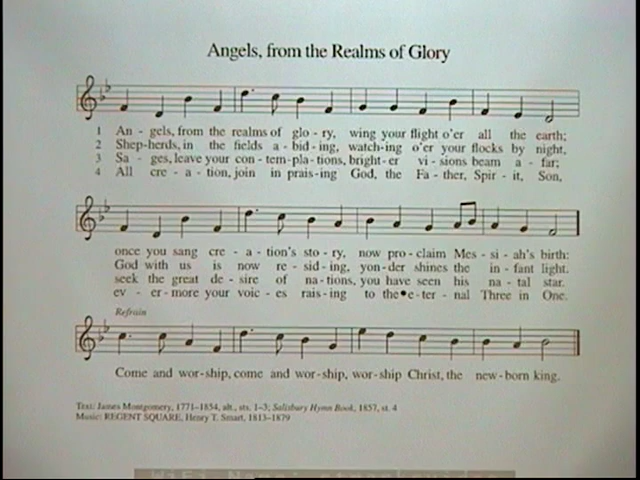 Angels, from the Realms of Glory
1 An - gels, from the realms of glo - ry, wing your flight o'er all the earth;
2 Shep-herds, in the fields a - bid - ing, watch-ing o'er your flocks by night,
3 Sa - ges, leave your con - tem-pla - tions, bright-er vi - sions beam a - far;
4 All cre - a - tion, join in prais-ing God, the Fa - ther, Spir - it, Son,
once you sang cre - a - tion's sto - ry, now pro - claim Mes - si - ah's birth:
God with us is now re - sid - ing, yon-der shines the in - fant light.
seek the great de - sire of na - tions, you have seen his na - tal star.
ev - er-more your voic - es rais-ing to the e - ter - nal Three in One.
Refrain
Come and wor-ship, come and wor-ship, wor-ship Christ, the new-born king.
Text: James Montgomery, 1771–1854, alt., sts. 1–3; Salisbury Hymn Book, 1857, st. 4
Music: REGENT SQUARE, Henry T. Smart, 1813–1879